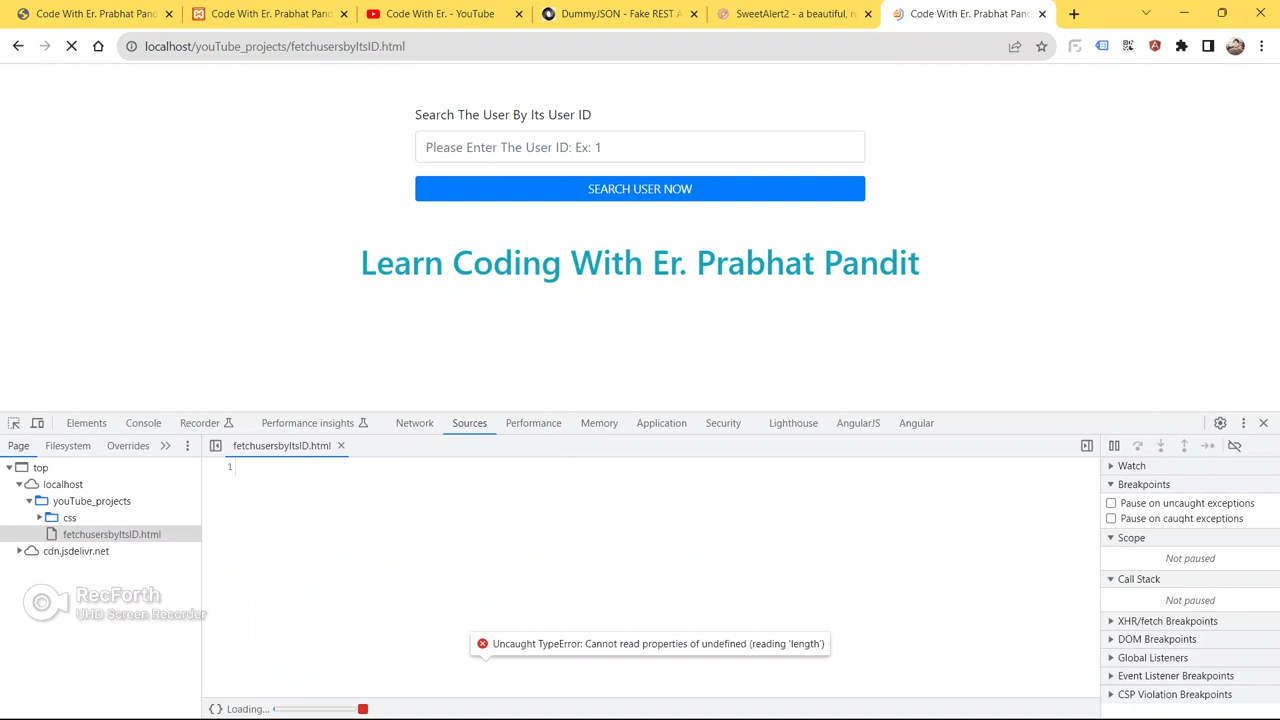 Code With Er. Prabhat Pand
Code With Er. Prabhat Pand
Code With Er. - YouTube
DummyJSON - Fake REST A
SweetAlert2 - a beautiful, re
Code With Er. Prabhat Pand
localhost/youTube_projects/fetchusersbyItsID.html
Search The User By Its User ID
Please Enter The User ID: Ex: 1
SEARCH USER NOW
Learn Coding With Er. Prabhat Pandit
Elements
Console
Recorder
Performance insights
Network
Sources
Performance
Memory
Application
Security
Lighthouse
AngularJS
Angular
Page
Filesystem
Overrides
fetchusersbyItsID.html
top
localhost
youTube_projects
css
fetchusersbyItsID.html
cdn.jsdelivr.net
1
Watch
Breakpoints
Pause on uncaught exceptions
Pause on caught exceptions
Scope
Not paused
Call Stack
Not paused
XHR/fetch Breakpoints
DOM Breakpoints
Global Listeners
Event Listener Breakpoints
CSP Violation Breakpoints
RecForth
UHD Screen Recorder
Uncaught TypeError: Cannot read properties of undefined (reading 'length')
{ } Loading...